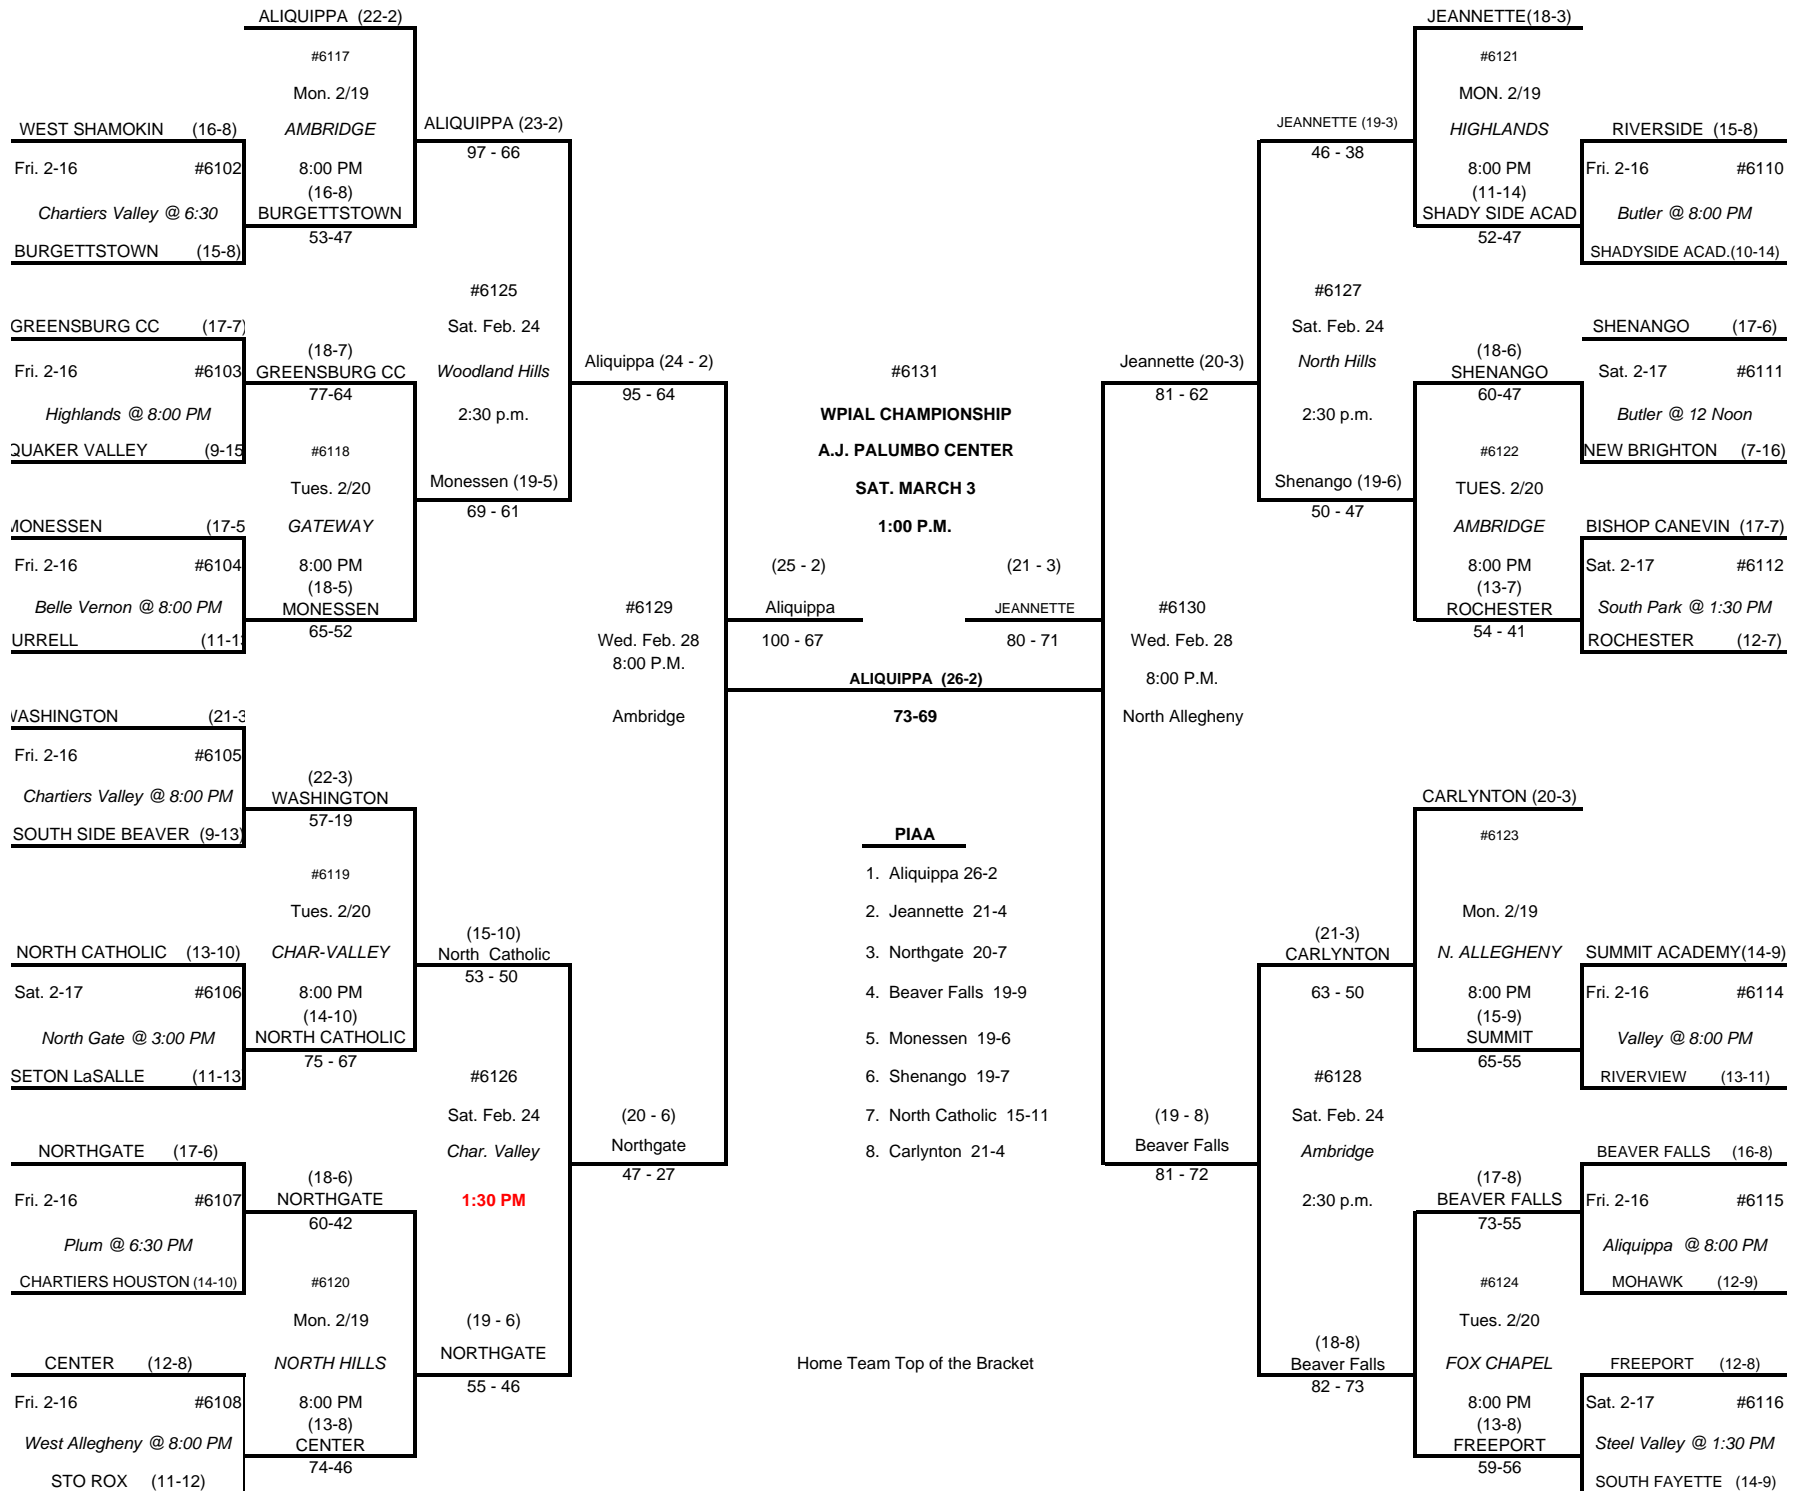 ALIQUIPPA (22-2)
#6117
Mon. 2/19
AMBRIDGE
8:00 PM
(16-8)
BURGETTSTOWN
53-47
WEST SHAMOKIN (16-8)
Fri. 2-16 #6102
Chartiers Valley @ 6:30
BURGETTSTOWN (15-8)
ALIQUIPPA (23-2)
97 - 66
GREENSBURG CC (17-7)
Fri. 2-16 #6103
Highlands @ 8:00 PM
QUAKER VALLEY (9-15
(18-7)
GREENSBURG CC
77-64
#6118
Tues. 2/20
GATEWAY
8:00 PM
(18-5)
MONESSEN
65-52
MONESSEN (17-5
Fri. 2-16 #6104
Belle Vernon @ 8:00 PM
URRELL (11-1
#6125
Sat. Feb. 24
Woodland Hills
2:30 p.m.
Monessen (19-5)
69 - 61
Aliquippa (24 - 2)
95 - 64
WASHINGTON (21-3
Fri. 2-16 #6105
Chartiers Valley @ 8:00 PM
SOUTH SIDE BEAVER (9-13)
(22-3)
WASHINGTON
57-19
#6119
Tues. 2/20
CHAR-VALLEY
8:00 PM
(14-10)
NORTH CATHOLIC
75 - 67
NORTH CATHOLIC (13-10)
Sat. 2-17 #6106
North Gate @ 3:00 PM
SETON LaSALLE (11-13
(15-10)
North Catholic
53 - 50
#6126
Sat. Feb. 24
Char. Valley
1:30 PM
NORTHGATE (17-6)
Fri. 2-16 #6107
Plum @ 6:30 PM
CHARTIERS HOUSTON (14-10)
(18-6)
NORTHGATE
60-42
#6120
Mon. 2/19
NORTH HILLS
8:00 PM
(13-8)
CENTER
74-46
CENTER (12-8)
Fri. 2-16 #6108
West Allegheny @ 8:00 PM
STO ROX (11-12)
(19 - 6)
NORTHGATE
55 - 46
(20 - 6)
Northgate
47 - 27
#6129
Wed. Feb. 28
8:00 P.M.
Ambridge
#6131
WPIAL CHAMPIONSHIP
A.J. PALUMBO CENTER
SAT. MARCH 3
1:00 P.M.
(25 - 2)
Aliquippa
100 - 67
(21 - 3)
JEANNETTE
80 - 71
ALIQUIPPA (26-2)
73-69
PIAA
1. Aliquippa 26-2
2. Jeannette 21-4
3. Northgate 20-7
4. Beaver Falls 19-9
5. Monessen 19-6
6. Shenango 19-7
7. North Catholic 15-11
8. Carlynton 21-4
Home Team Top of the Bracket
#6130
Wed. Feb. 28
8:00 P.M.
North Allegheny
Jeannette (20-3)
81 - 62
JEANNETTE (19-3)
46 - 38
#6127
Sat. Feb. 24
North Hills
2:30 p.m.
Shenango (19-6)
50 - 47
JEANNETTE(18-3)
#6121
MON. 2/19
HIGHLANDS
8:00 PM
(11-14)
SHADY SIDE ACAD
52-47
RIVERSIDE (15-8)
Fri. 2-16 #6110
Butler @ 8:00 PM
SHADYSIDE ACAD.(10-14)
SHENANGO (17-6)
Sat. 2-17 #6111
Butler @ 12 Noon
NEW BRIGHTON (7-16)
(18-6)
SHENANGO
60-47
#6122
TUES. 2/20
AMBRIDGE
8:00 PM
(13-7)
ROCHESTER
54 - 41
BISHOP CANEVIN (17-7)
Sat. 2-17 #6112
South Park @ 1:30 PM
ROCHESTER (12-7)
CARLYNTON (20-3)
#6123
Mon. 2/19
N. ALLEGHENY
8:00 PM
(15-9)
SUMMIT
65-55
SUMMIT ACADEMY(14-9)
Fri. 2-16 #6114
Valley @ 8:00 PM
RIVERVIEW (13-11)
(21-3)
CARLYNTON
63 - 50
#6128
Sat. Feb. 24
Ambridge
2:30 p.m.
(19 - 8)
Beaver Falls
81 - 72
BEAVER FALLS (16-8)
Fri. 2-16 #6115
Aliquippa @ 8:00 PM
MOHAWK (12-9)
(17-8)
BEAVER FALLS
73-55
#6124
Tues. 2/20
FOX CHAPEL
8:00 PM
(13-8)
FREEPORT
59-56
(18-8)
Beaver Falls
82 - 73
FREEPORT (12-8)
Sat. 2-17 #6116
Steel Valley @ 1:30 PM
SOUTH FAYETTE (14-9)